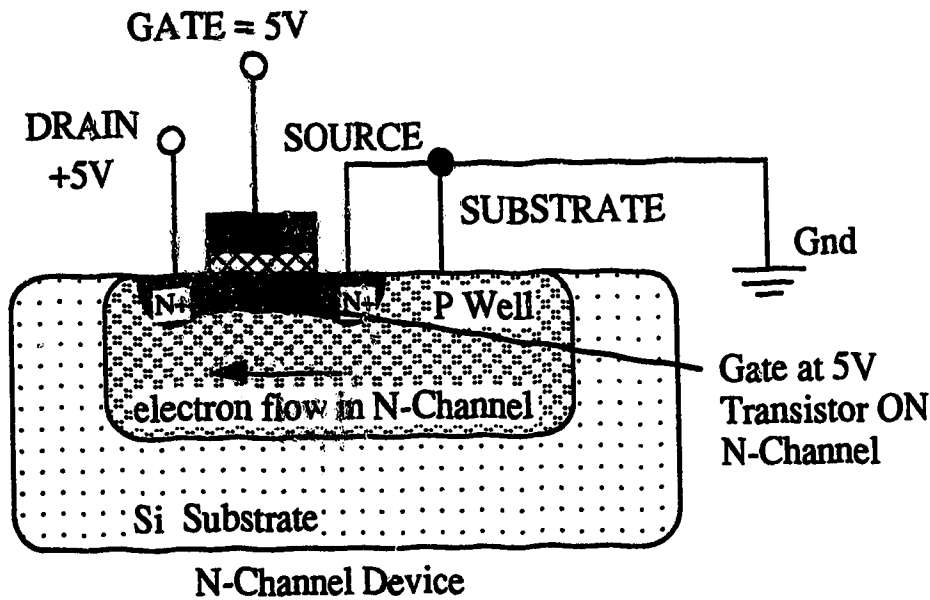 GATE = 5V
DRAIN
+5V
SOURCE
SUBSTRATE
Gnd
N+
N+
P Well
Gate at 5V
Transistor ON
N-Channel
electron flow in N-Channel
Si Substrate
N-Channel Device